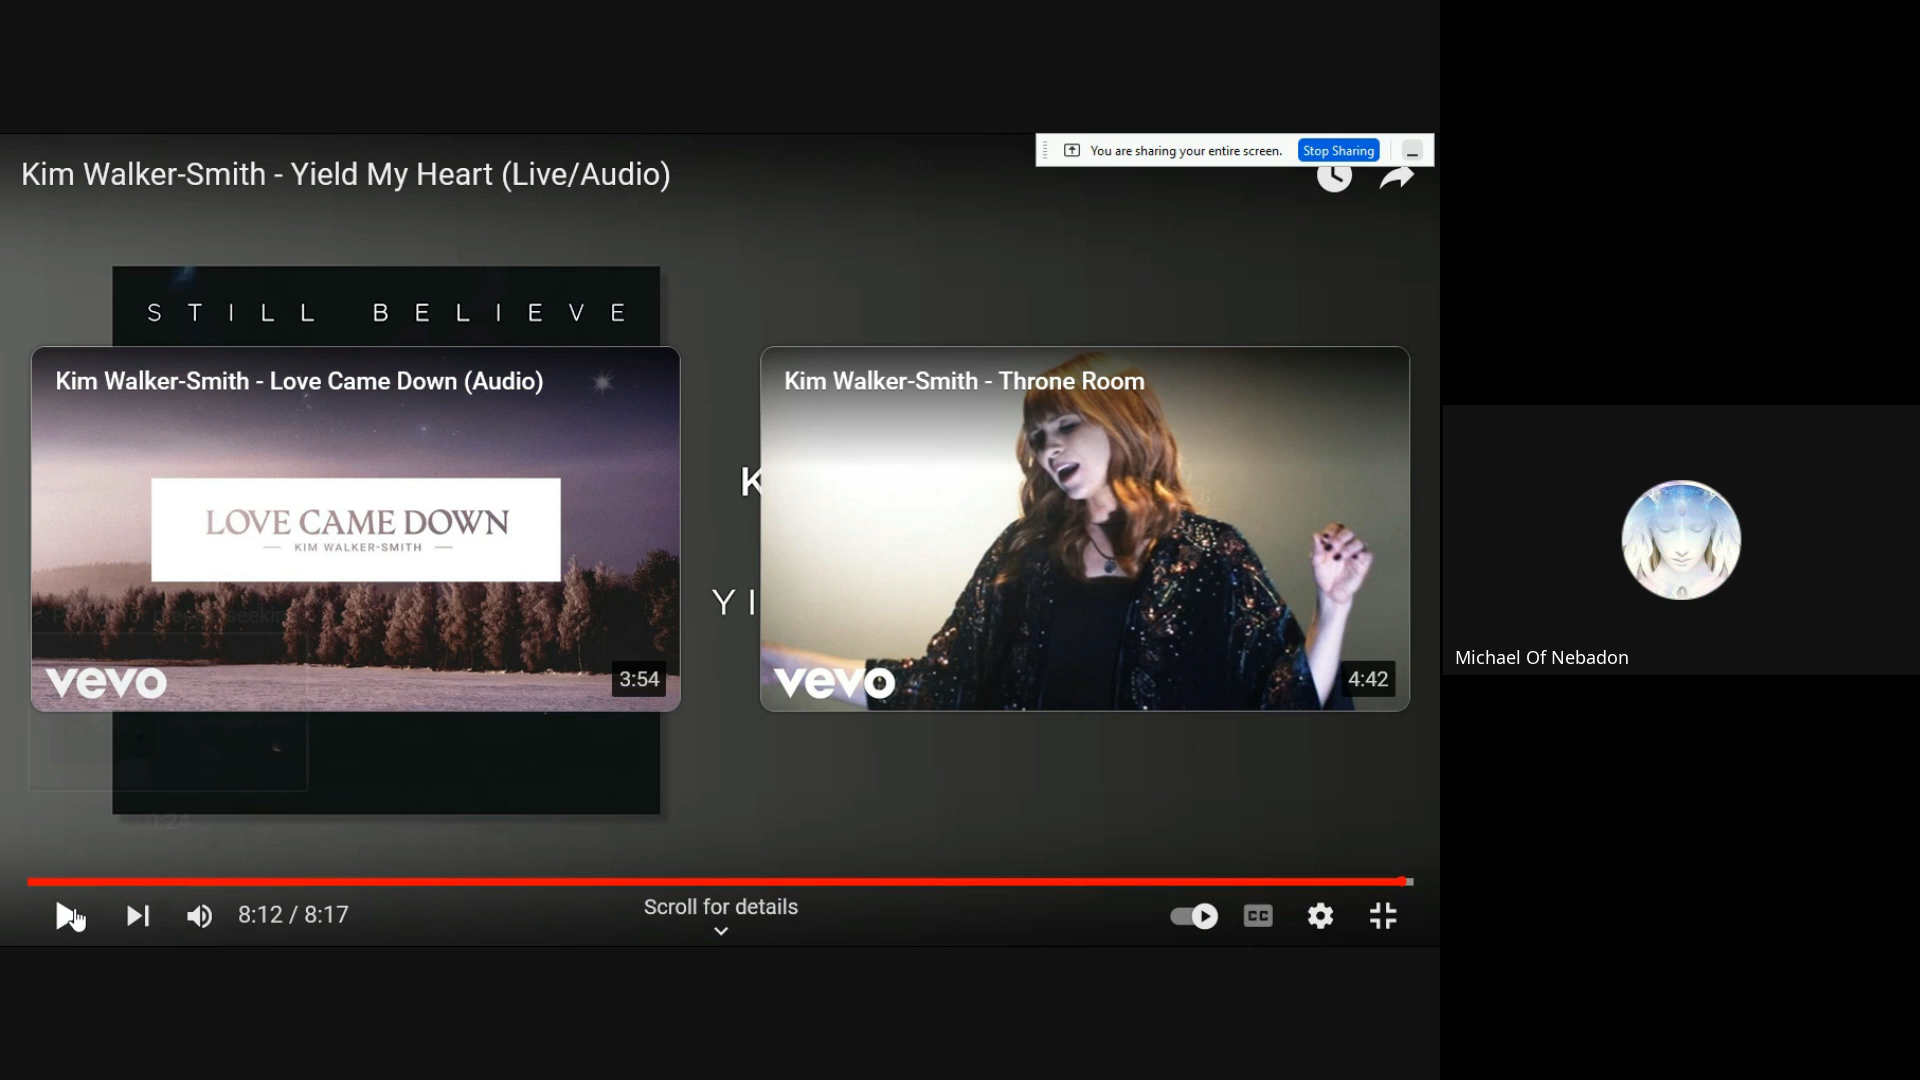 You are sharing your entire screen.
Stop Sharing
Kim Walker-Smith - Yield My Heart (Live/Audio)
STILL BELIEVE
Kim Walker-Smith - Love Came Down (Audio)
LOVE CAME DOWN
KIM WALKER-SMITH
vevo
3:54
K
YI
Kim Walker-Smith - Throne Room
vevo
4:42
8:12 / 8:17
Scroll for details
CC
Michael Of Nebadon